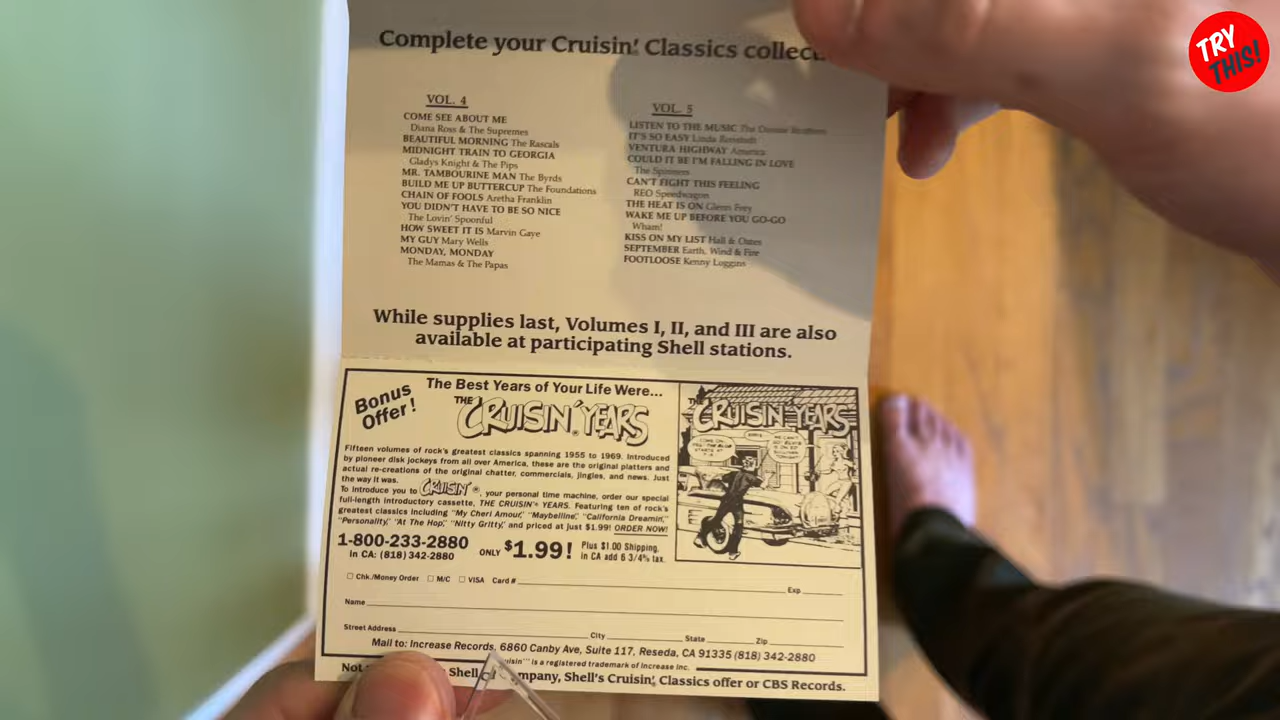 TRY
THIS!
Complete your Cruisin' Classics collect
VOL. 4
COME SEE ABOUT ME
Diana Ross & The Supremes
BEAUTIFUL MORNING The Rascals
MIDNIGHT TRAIN TO GEORGIA
Gladys Knight & The Pips
MR. TAMBOURINE MAN The Byrds
BUILD ME UP BUTTERCUP The Foundations
CHAIN OF FOOLS Aretha Franklin
YOU DIDN'T HAVE TO BE SO NICE
The Lovin' Spoonful
HOW SWEET IT IS Marvin Gaye
MY GUY Mary Wells
MONDAY, MONDAY
The Mamas & The Papas
VOL. 5
LISTEN TO THE MUSIC The Doobie Brothers
IT'S SO EASY Linda Ronstadt
VENTURA HIGHWAY America
COULD IT BE I'M FALLING IN LOVE
The Spinners
CAN'T FIGHT THIS FEELING
REO Speedwagon
THE HEAT IS ON Glenn Frey
WAKE ME UP BEFORE YOU GO-GO
Wham!
KISS ON MY LIST Hall & Oates
SEPTEMBER Earth, Wind & Fire
FOOTLOOSE Kenny Loggins
While supplies last, Volumes I, II, and III are also
available at participating Shell stations.
Bonus
Offer!
The Best Years of Your Life Were...
THE
CRUISIN' YEARS
Fifteen volumes of rock's greatest classics spanning 1955 to 1969. Introduced
by pioneer disk jockeys from all over America, these are the original platters and
actual re-creations of the original chatter, commercials, jingles, and news. Just
the way it was.
To introduce you to CRUISIN'®, your personal time machine, order our special
full-length introductory cassette, THE CRUISIN'® YEARS. Featuring ten of rock's
greatest classics including "My Cheri Amour," "Maybelline," "California Dreamin,"
"Personality," "At The Hop," "Nitty Gritty," and priced at just $1.99! ORDER NOW!
1-800-233-2880
In CA: (818) 342-2880
ONLY $1.99!
Plus $1.00 Shipping,
in CA add 6 3/4% tax.
THE
CRUISIN' YEARS
☐ Chk./Money Order ☐ M/C ☐ VISA Card # Exp.
Name
Street Address City State Zip
Mail to: Increase Records, 6860 Canby Ave, Suite 117, Reseda, CA 91335 (818) 342-2880
is a registered trademark of Increase Inc.
Shell mpany, Shell's Cruisin' Classics offer or CBS Records.